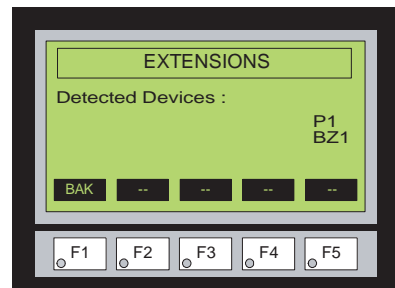 EXTENSIONS
Detected Devices :
P1
BZ1
BAK -- -- -- --
F1 F2 F3 F4 F5